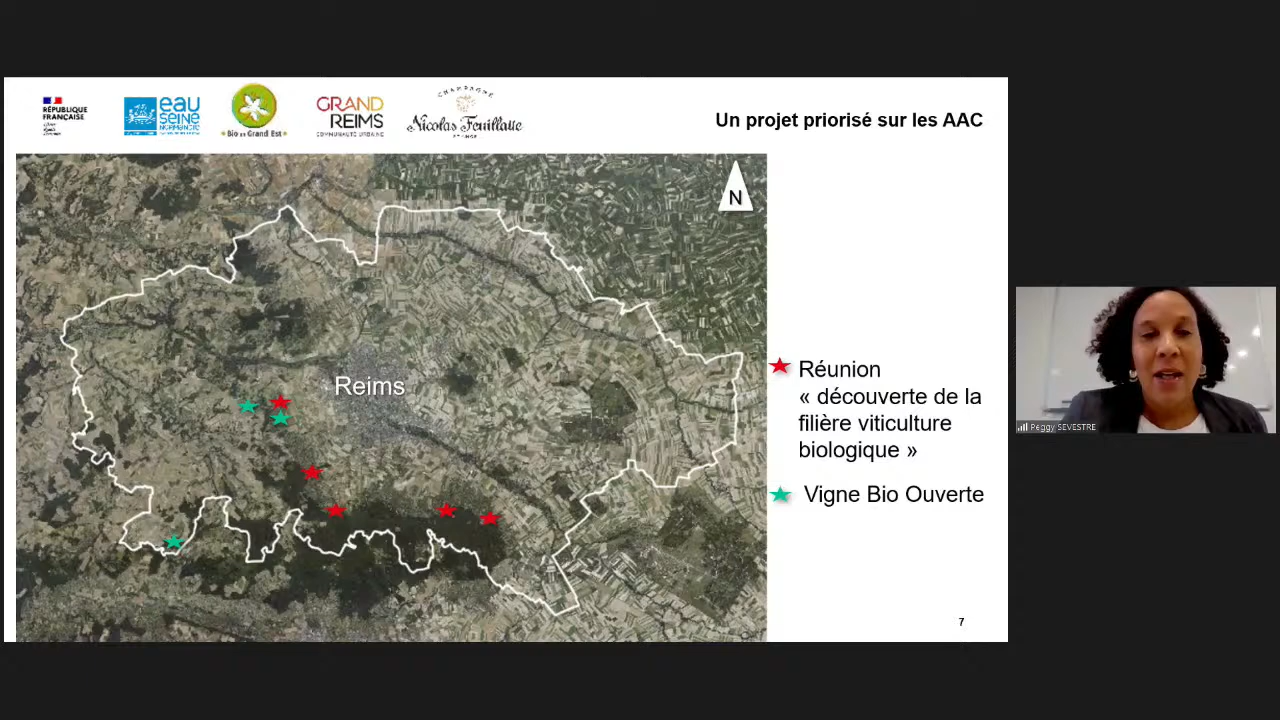 RÉPUBLIQUE
FRANÇAISE
eau
SEINE
NORMANDIE
Bio EN Grand Est
GRAND
REIMS
COMMUNAUTÉ URBAINE
CHAMPAGNE
Nicolas Feuillatte
Un projet priorisé sur les AAC
N
Reims
Réunion
« découverte de la
filière viticulture
biologique »
Vigne Bio Ouverte
Peggy SEVESTRE
7